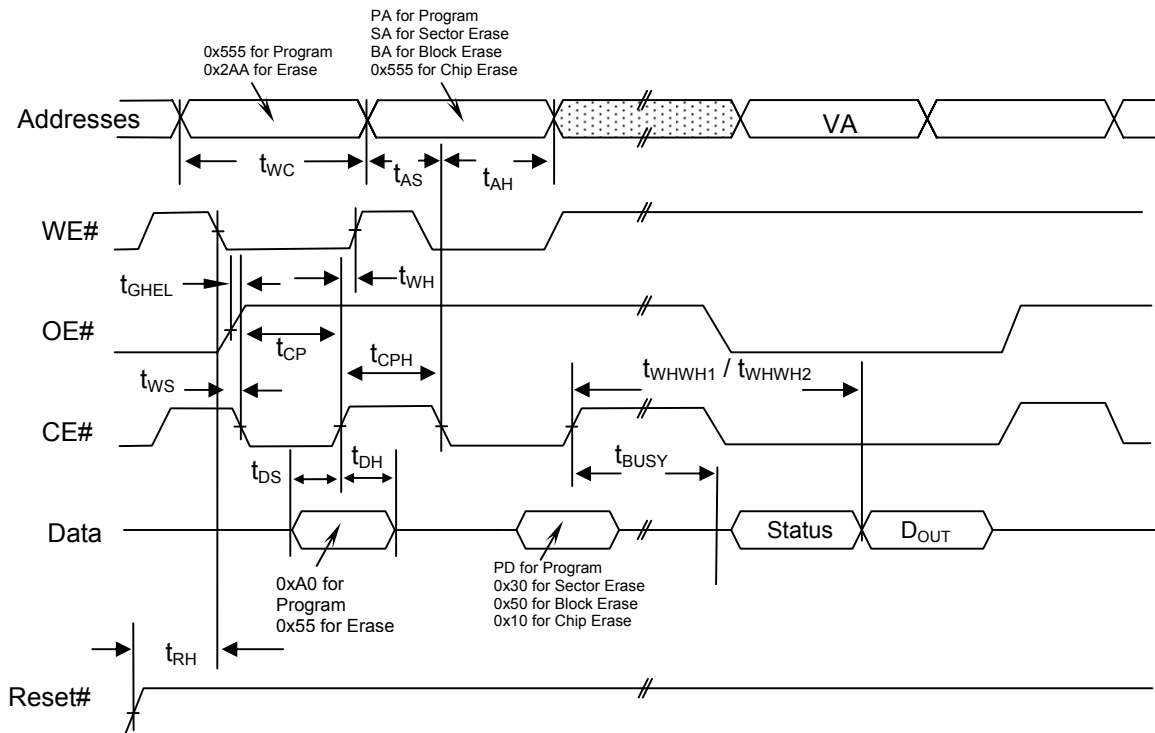 PA for Program
SA for Sector Erase
BA for Block Erase
0x555 for Chip Erase
0x555 for Program
0x2AA for Erase
Addresses
VA
tWC
tAS
tAH
WE#
tGHEL
tWH
OE#
tCP
tCPH
tWHWH1 / tWHWH2
tWS
CE#
tBUSY
tDS
tDH
Data
Status
DOUT
0xA0 for
Program
0x55 for Erase
PD for Program
0x30 for Sector Erase
0x50 for Block Erase
0x10 for Chip Erase
tRH
Reset#